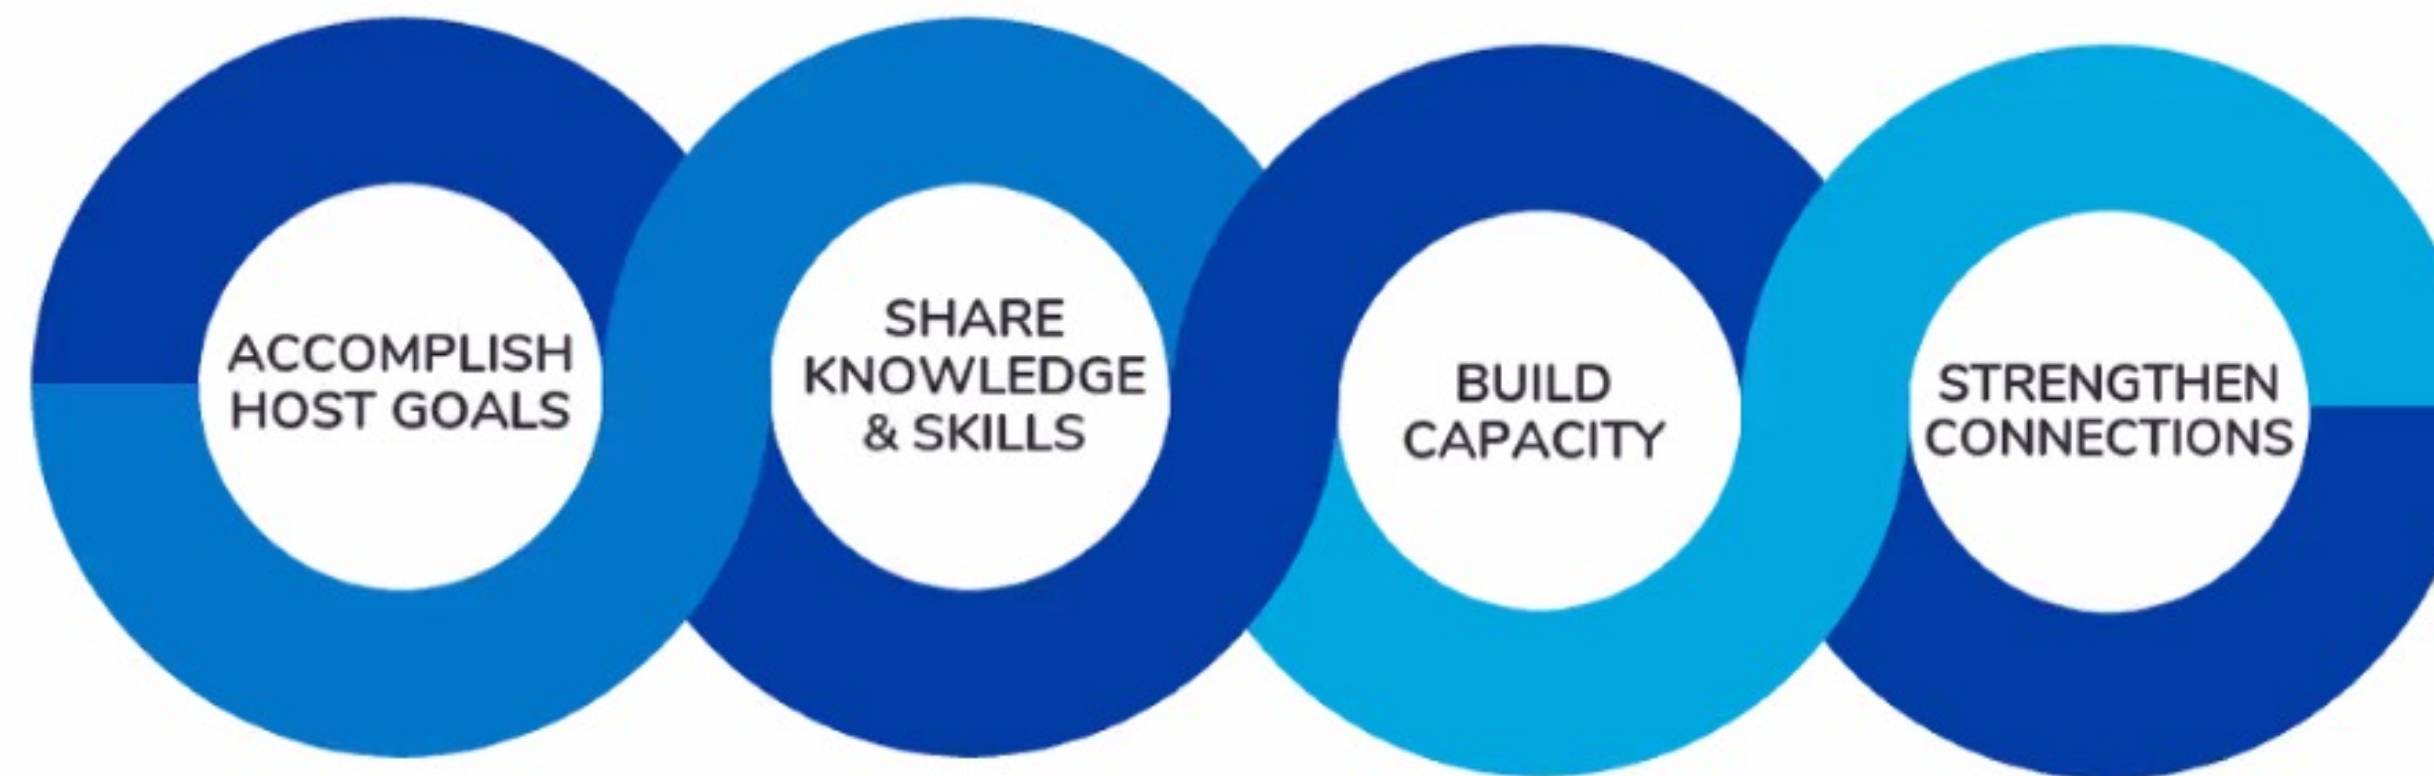 ACCOMPLISH
HOST GOALS
SHARE
KNOWLEDGE
& SKILLS
BUILD
CAPACITY
STRENGTHEN
CONNECTIONS